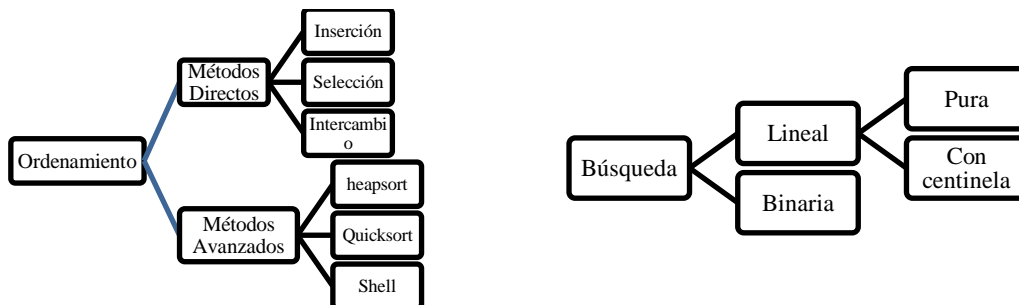 Ordenamiento
Métodos
Directos
Inserción
Selección
Intercambi
o
Métodos
Avanzados
heapsort
Quicksort
Shell
Búsqueda
Lineal
Pura
Con
centinela
Binaria